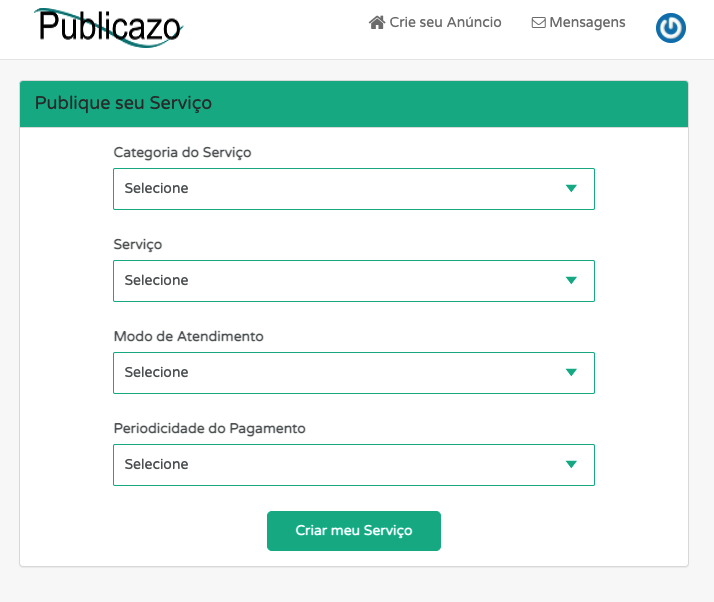 Publicazo
Crie seu Anúncio
Mensagens
Publique seu Serviço
Categoria do Serviço
Selecione
Serviço
Selecione
Modo de Atendimento
Selecione
Periodicidade do Pagamento
Selecione
Criar meu Serviço